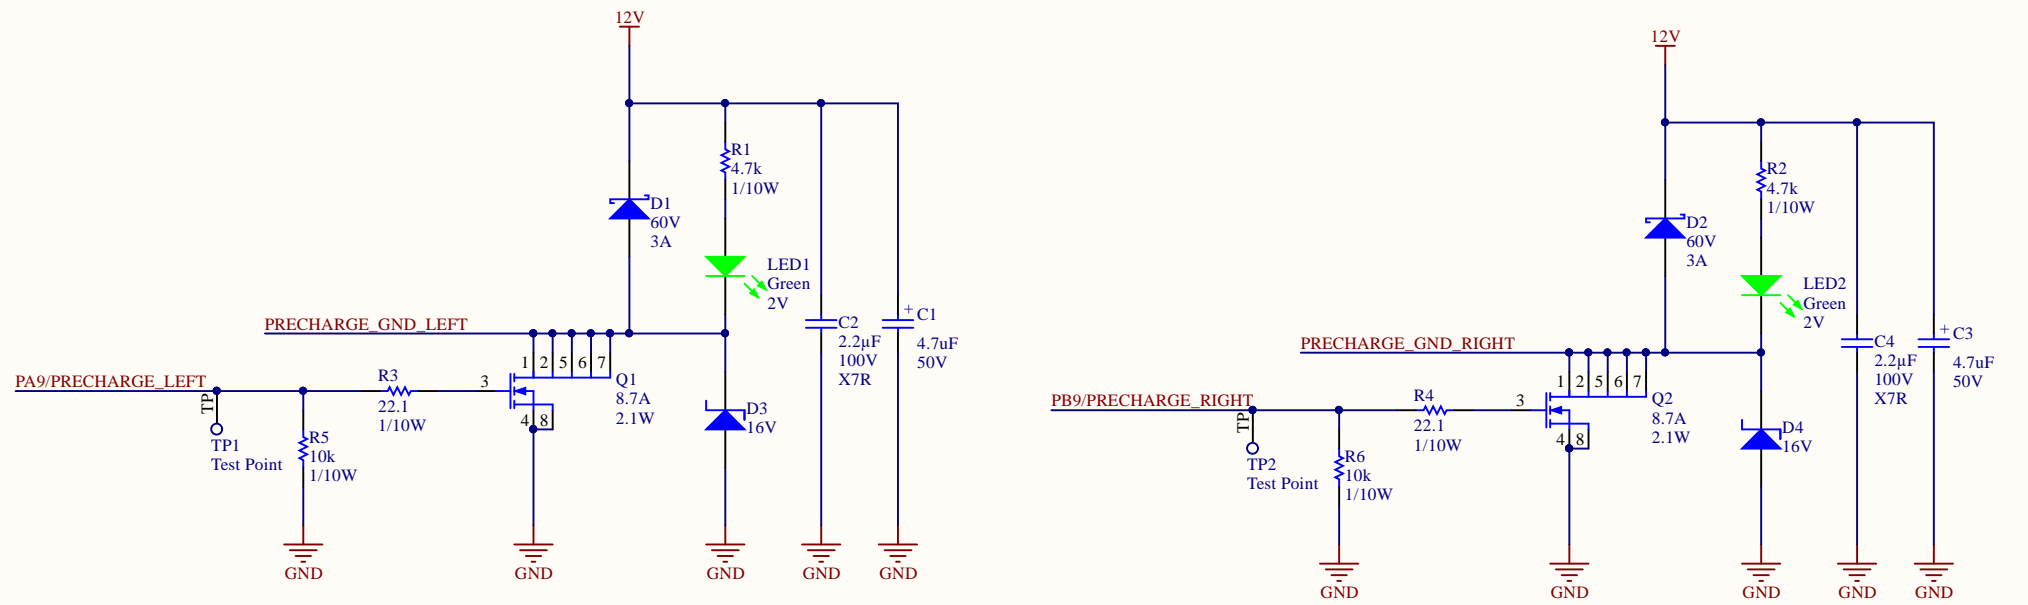 12V
R1
4.7k
1/10W
D1
60V
3A
LED1
Green
2V
PRECHARGE_GND_LEFT
1 2 5 6 7
C2
2.2µF
100V
X7R
+ C1
4.7uF
50V
PA9/PRECHARGE_LEFT
TP
TP1
Test Point
R3
22.1
1/10W
3
R5
10k
1/10W
Q1
8.7A
2.1W
4 8
D3
16V
GND
GND
GND
GND
GND
12V
R2
4.7k
1/10W
D2
60V
3A
LED2
Green
2V
PRECHARGE_GND_RIGHT
1 2 5 6 7
C4
2.2µF
100V
X7R
+ C3
4.7uF
50V
PB9/PRECHARGE_RIGHT
TP
TP2
Test Point
R4
22.1
1/10W
3
R6
10k
1/10W
Q2
8.7A
2.1W
4 8
D4
16V
GND
GND
GND
GND
GND